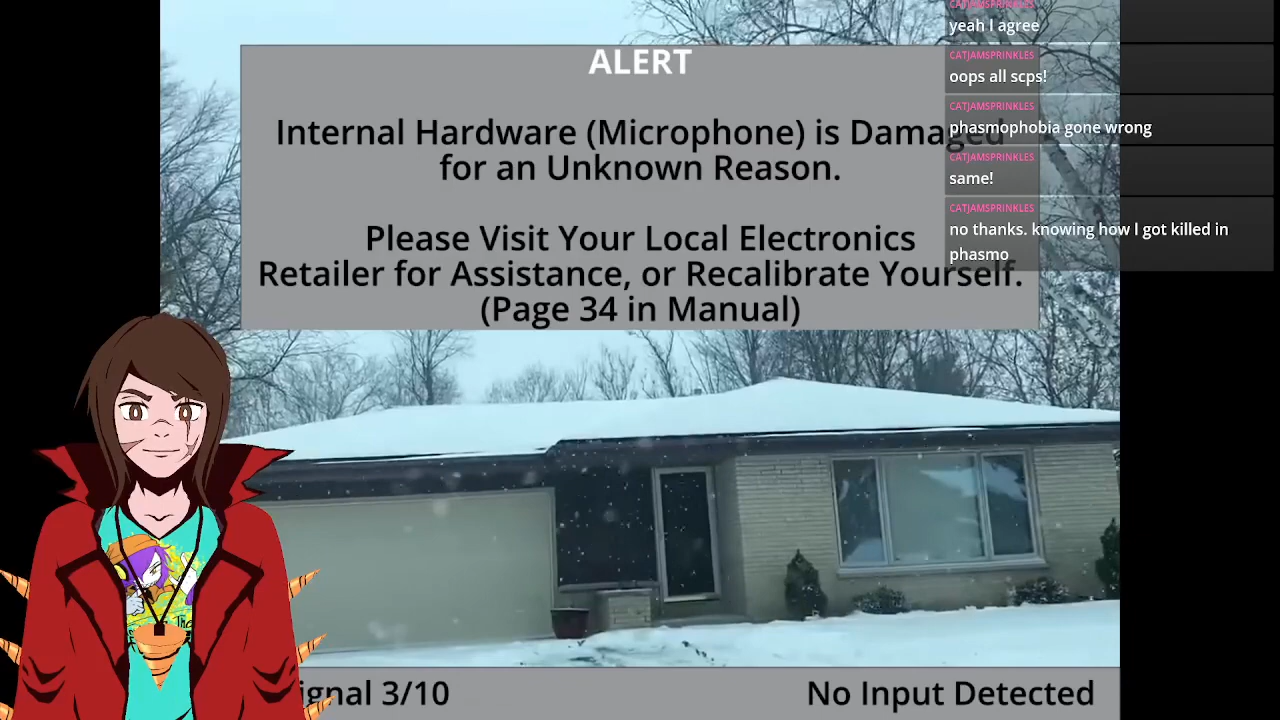 ALERT
Internal Hardware (Microphone) is Damaged
for an Unknown Reason.
Please Visit Your Local Electronics
Retailer for Assistance, or Recalibrate Yourself.
(Page 34 in Manual)
CATJAMSPRINKLES
yeah I agree
CATJAMSPRINKLES
oops all scps!
CATJAMSPRINKLES
phasmophobia gone wrong
CATJAMSPRINKLES
same!
CATJAMSPRINKLES
no thanks. knowing how I got killed in
phasmo
ignal 3/10
No Input Detected